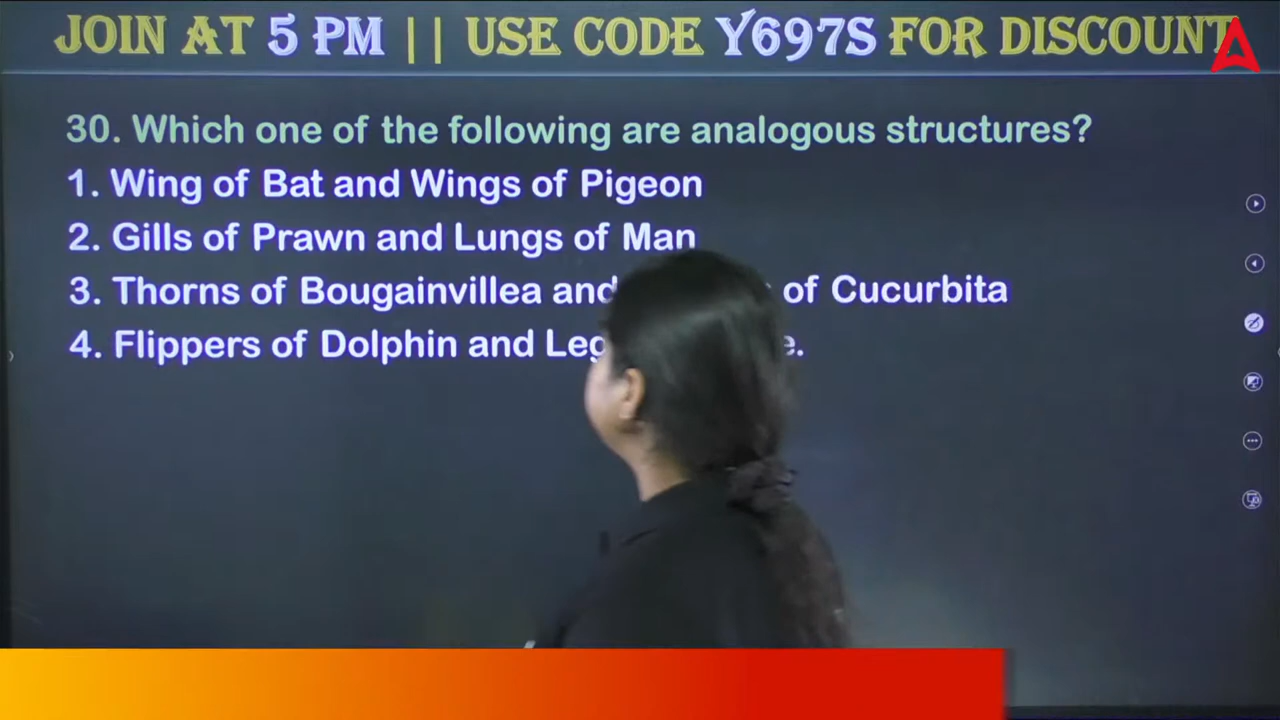 JOIN AT 5 PM || USE CODE Y697S FOR DISCOUNT
30. Which one of the following are analogous structures?
1. Wing of Bat and Wings of Pigeon
2. Gills of Prawn and Lungs of Man
3. Thorns of Bougainvillea and of Cucurbita
4. Flippers of Dolphin and